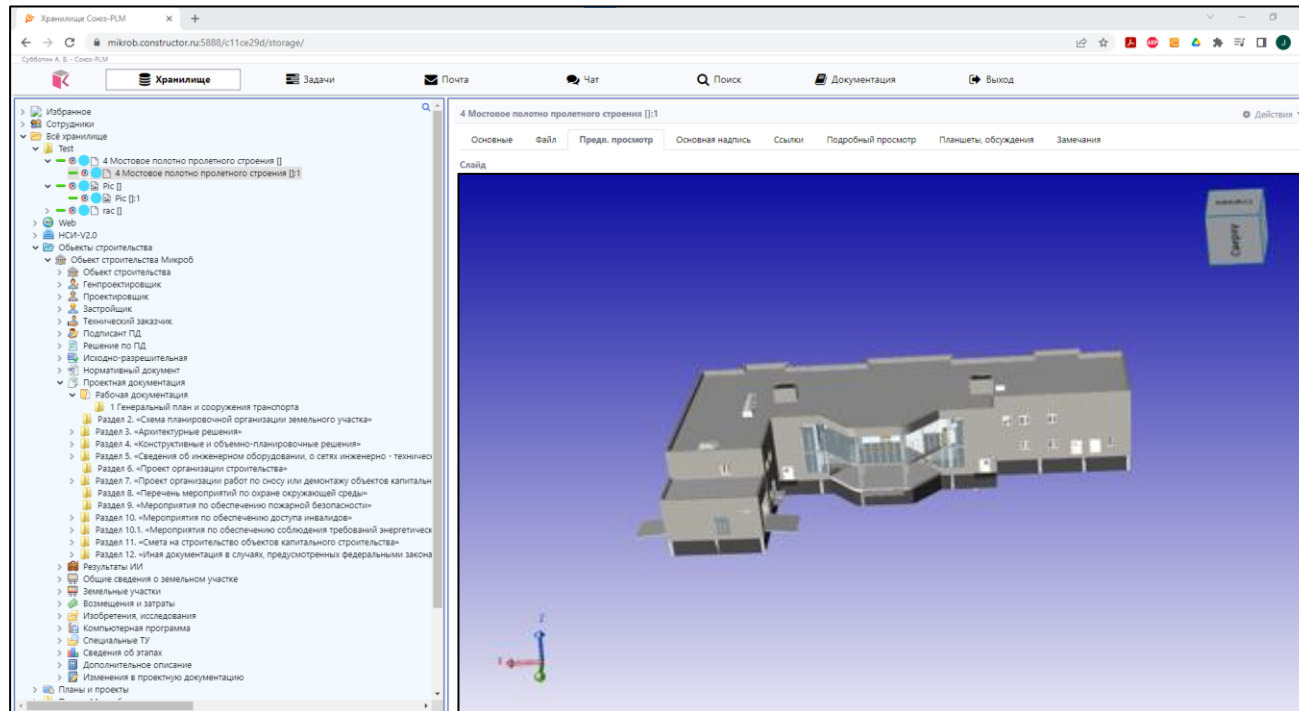 Хранилище Союз-PLM
mikrob.constructor.ru:5888/c11ce29d/storage/
Субботин А. Е. - Союз-PLM
Хранилище
Задачи
Почта
Чат
Поиск
Документация
Выход
Избранное
Сотрудники
Всё хранилище
Test
4 Мостовое полотно пролетного строения []
4 Мостовое полотно пролетного строения []:1
Pic []
Pic []:1
rac []
Web
НСИ-V2.0
Объекты строительства
Объект строительства Микроб
Объект строительства
Генпроектировщик
Проектировщик
Застройщик
Технический заказчик
Подписант ПД
Решение по ПД
Исходно-разрешительная
Нормативный документ
Проектная документация
Рабочая документация
1 Генеральный план и сооружения транспорта
Раздел 2. «Схема планировочной организации земельного участка»
Раздел 3. «Архитектурные решения»
Раздел 4. «Конструктивные и объемно-планировочные решения»
Раздел 5. «Сведения об инженерном оборудовании, о сетях инженерно - техничес
Раздел 6. «Проект организации строительства»
Раздел 7. «Проект организации работ по сносу или демонтажу объектов капитальн
Раздел 8. «Перечень мероприятий по охране окружающей среды»
Раздел 9. «Мероприятия по обеспечению пожарной безопасности»
Раздел 10. «Мероприятия по обеспечению доступа инвалидов»
Раздел 10.1. «Мероприятия по обеспечению соблюдения требований энергетическ
Раздел 11. «Смета на строительство объектов капитального строительства»
Раздел 12. «Иная документация в случаях, предусмотренных федеральными закона
Результаты ИИ
Общие сведения о земельном участке
Земельные участки
Возмещения и затраты
Изобретения, исследования
Компьютерная программа
Специальные ТУ
Сведения об этапах
Дополнительное описание
Изменения в проектную документацию
Планы и проекты
4 Мостовое полотно пролетного строения []:1
Действия
Основные
Файл
Предв. просмотр
Основная надпись
Ссылки
Подробный просмотр
Планшеты, обсуждения
Замечания
Слайд
Сверху